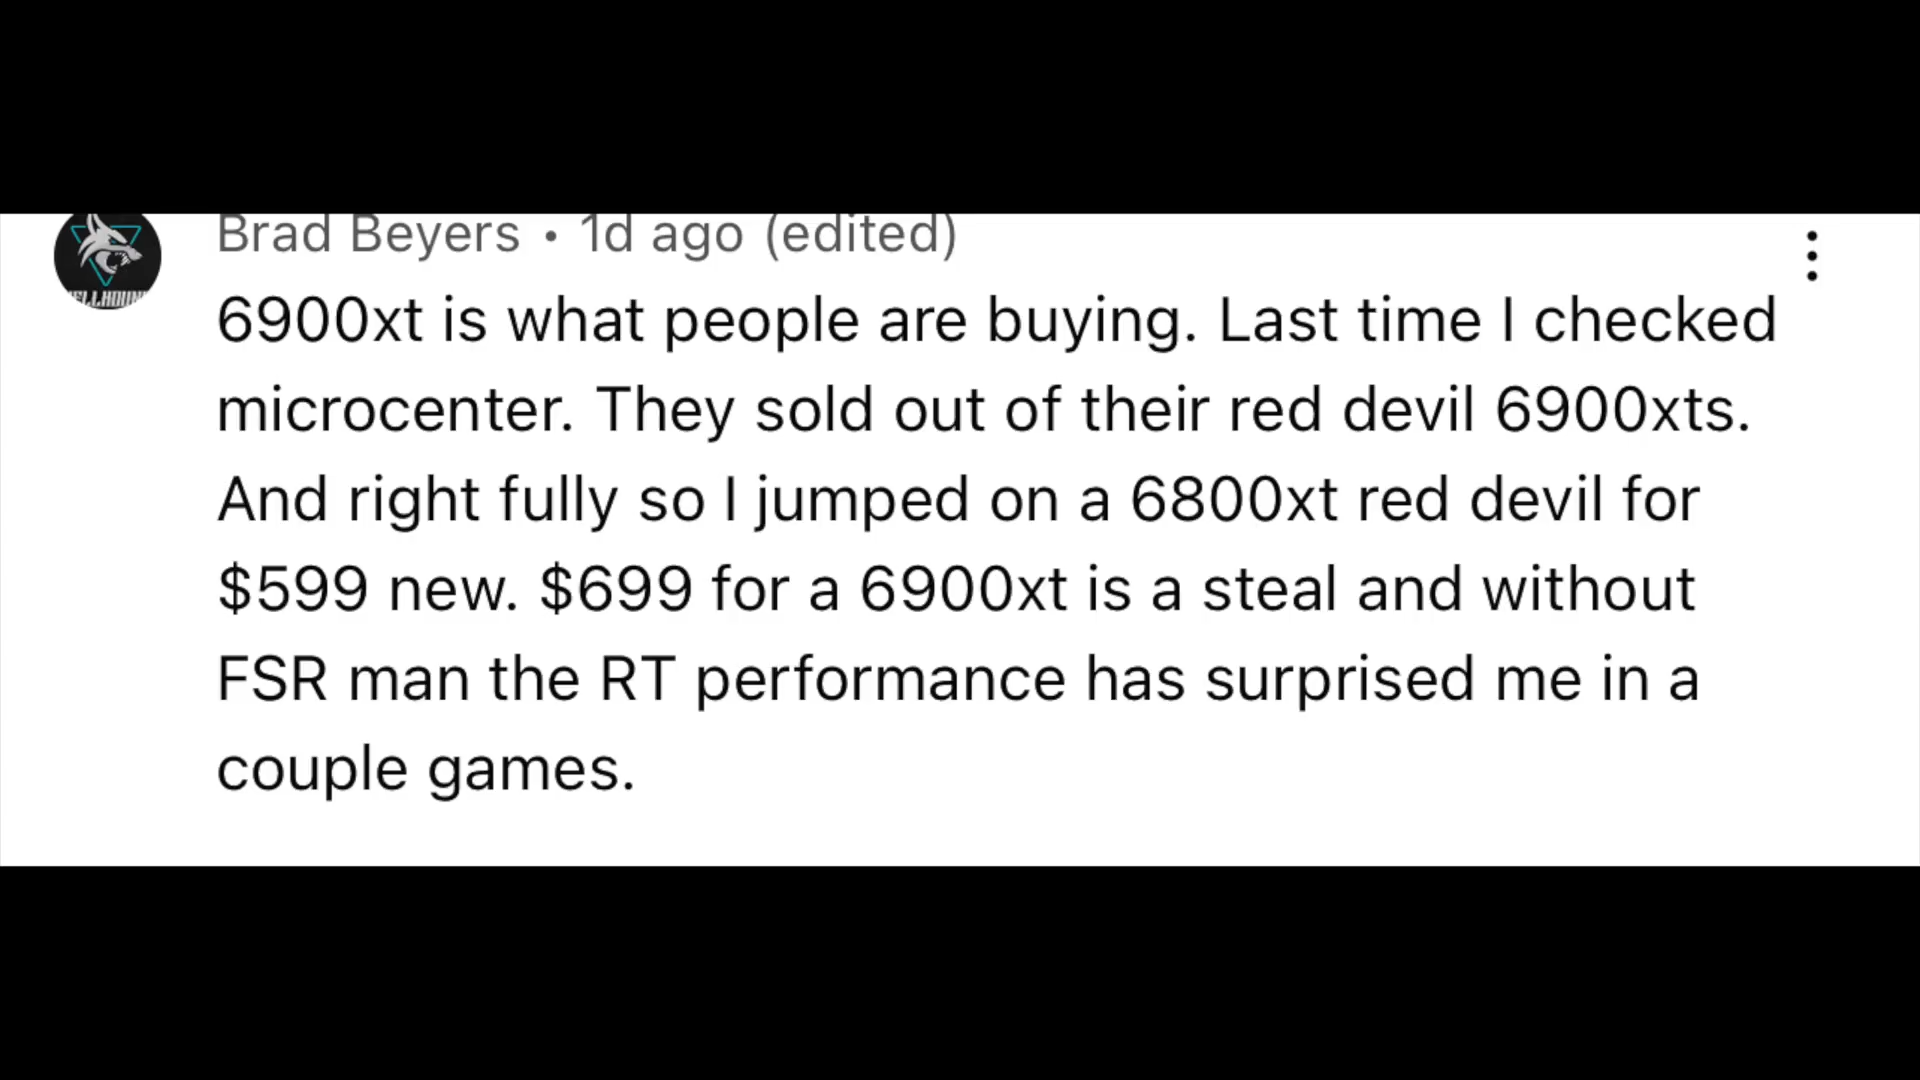 Brad Beyers • 1d ago (edited)
6900xt is what people are buying. Last time I checked
microcenter. They sold out of their red devil 6900xts.
And right fully so I jumped on a 6800xt red devil for
$599 new. $699 for a 6900xt is a steal and without
FSR man the RT performance has surprised me in a
couple games.